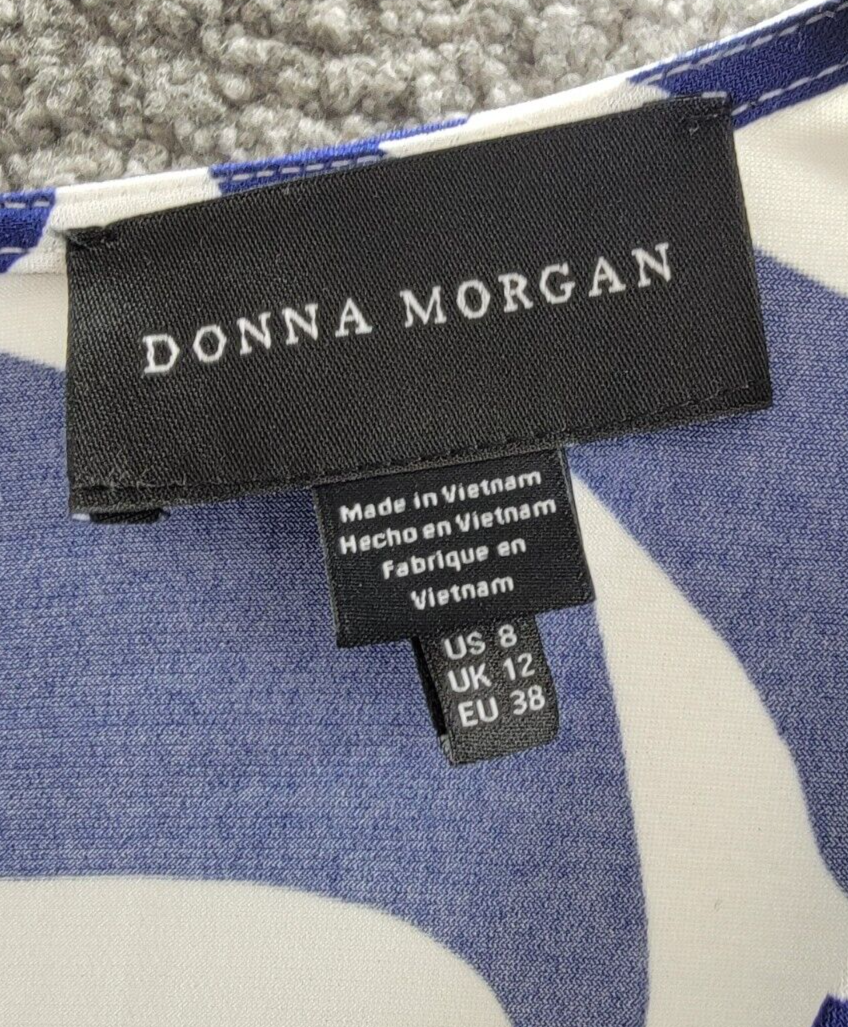 DONNA MORGAN
Made in Vietnam
Hecho en Vietnam
Fabrique en
Vietnam
US 8
UK 12
EU 38